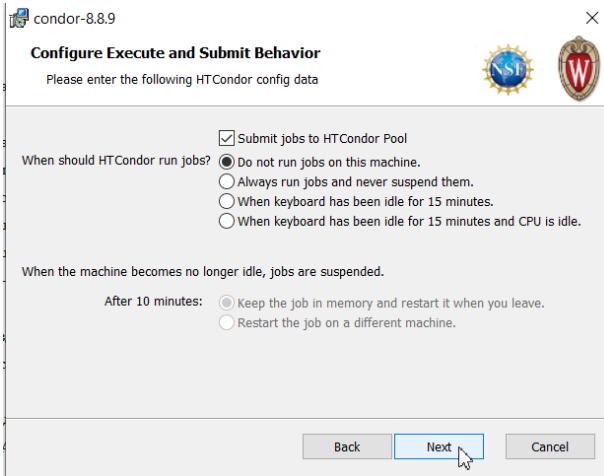 condor-8.8.9
Configure Execute and Submit Behavior
Please enter the following HTCondor config data
NSF
W
Submit jobs to HTCondor Pool
When should HTCondor run jobs? Do not run jobs on this machine.
Always run jobs and never suspend them.
When keyboard has been idle for 15 minutes.
When keyboard has been idle for 15 minutes and CPU is idle.
When the machine becomes no longer idle, jobs are suspended.
After 10 minutes: Keep the job in memory and restart it when you leave.
Restart the job on a different machine.
Back Next Cancel